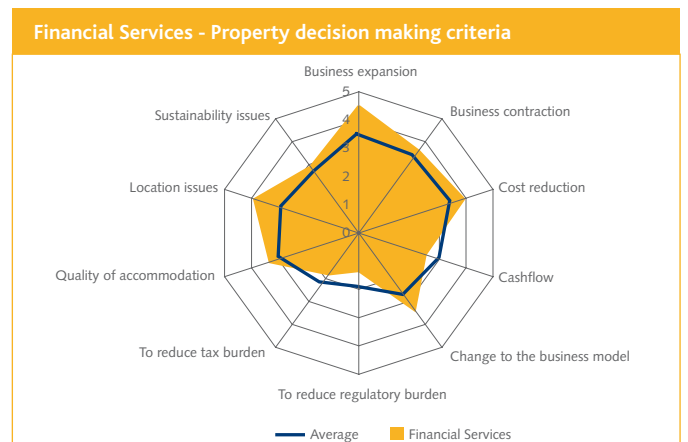 Financial Services - Property decision making criteria
Business expansion
5
Sustainability issues
Business contraction
4
3
Location issues
Cost reduction
2
1
0
Quality of accommodation
Cashflow
To reduce tax burden
Change to the business model
To reduce regulatory burden
Average
Financial Services